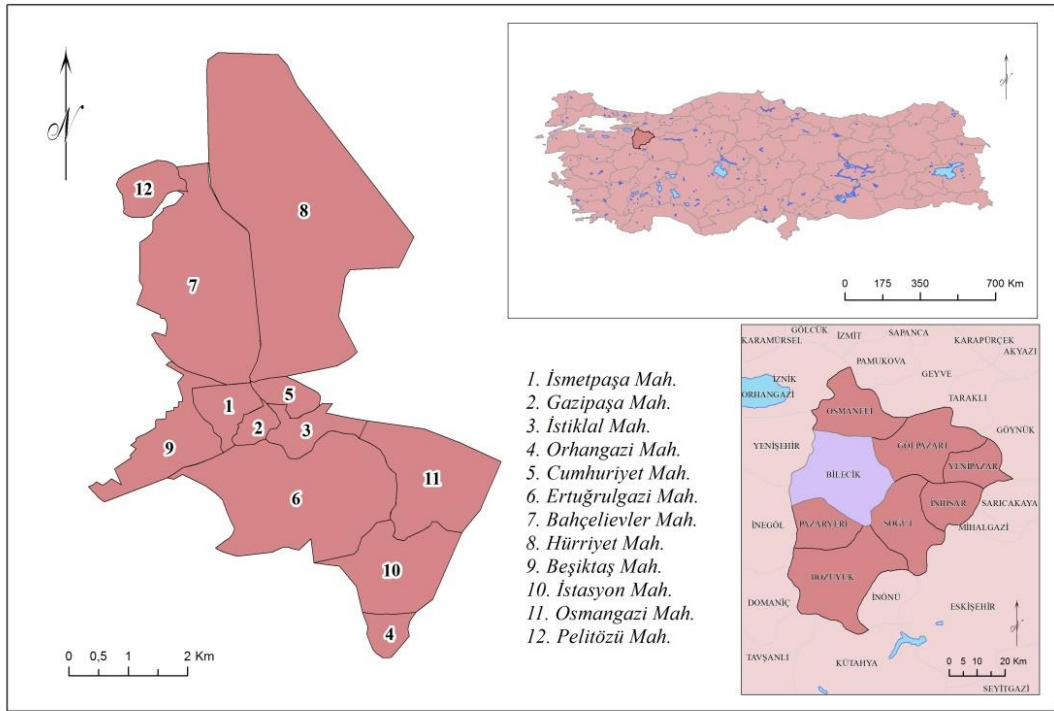 N
12
8
7
1
5
2
3
9
11
6
10
4
0 0,5 1 2 Km
1. İsmetpaşa Mah.
2. Gazipaşa Mah.
3. İstiklal Mah.
4. Orhangazi Mah.
5. Cumhuriyet Mah.
6. Ertuğrulgazi Mah.
7. Bahçelievler Mah.
8. Hürriyet Mah.
9. Beşiktaş Mah.
10. İstasyon Mah.
11. Osmangazi Mah.
12. Pelitözü Mah.
N
0 175 350 700 Km
GÖLCÜK
İZMİT
SAPANCA
KARAMÜRSEL
KARAPÜRÇEK
AKYAZI
PAMUKOVA
GEYVE
İZNİK
ORHANGAZİ
TARAKLI
OSMANELİ
GÖYNÜK
YENİŞEHİR
GÖLPAZARI
YENİPAZAR
BİLECİK
İNHİSAR
SARICAKAYA
İNEGÖL
PAZARYERİ
SÖĞÜT
MİHALGAZİ
BOZÜYÜK
İNÖNÜ
DOMANİÇ
ESKİŞEHİR
N
TAVŞANLI
KÜTAHYA
0 5 10 20 Km
SEYİTGAZİ